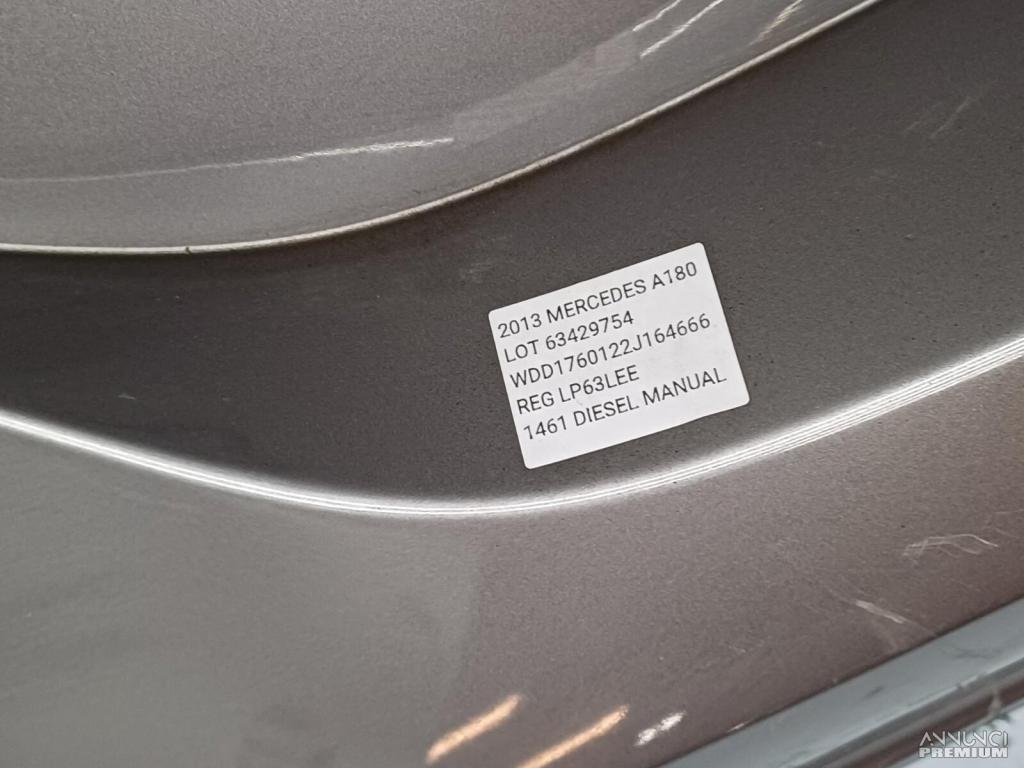 2013 MERCEDES A180
LOT 63429754
WDD1760122J164666
REG LP63LEE
1461 DIESEL MANUAL
ANNUNCI
PREMIUM